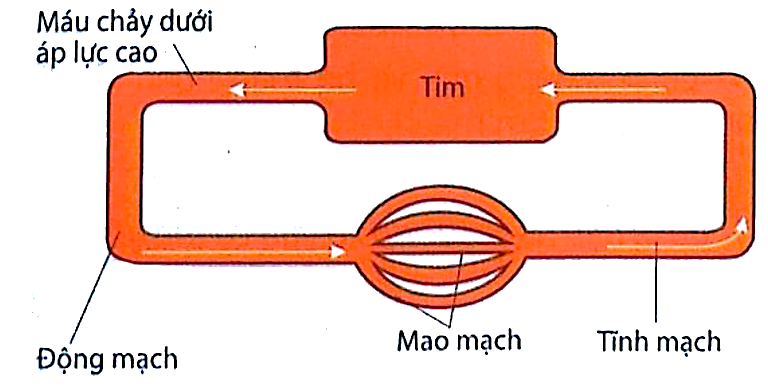 Máu chảy dưới
áp lực cao
Tim
Mao mạch
Tĩnh mạch
Động mạch